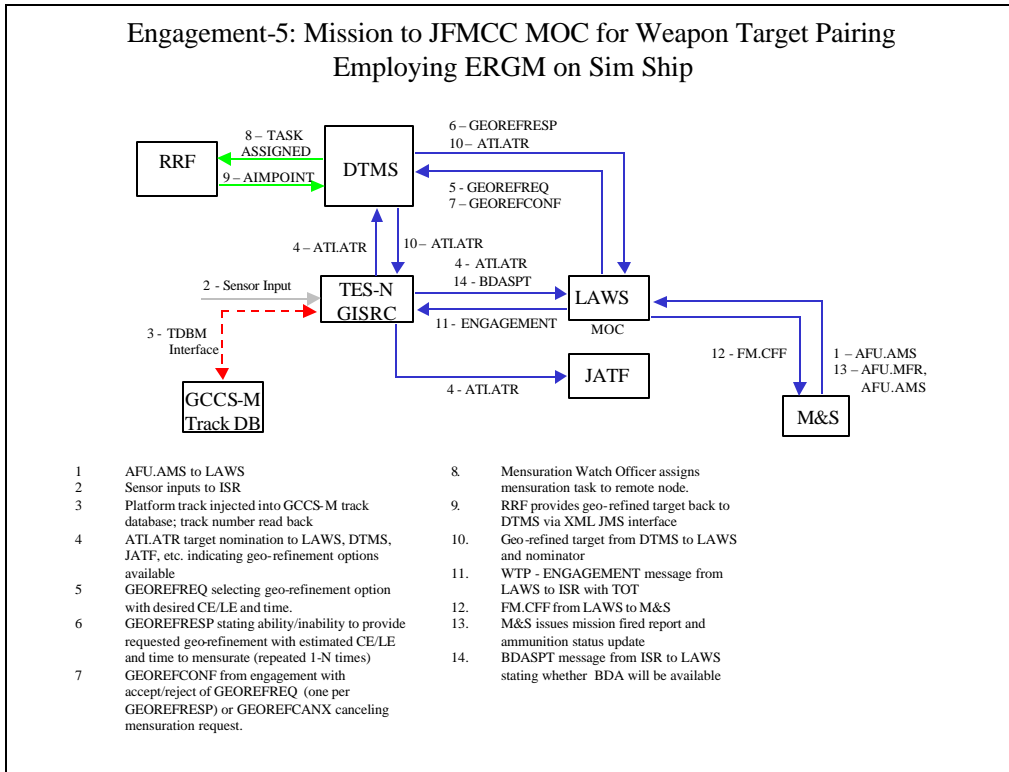 Engagement-5: Mission to JFMCC MOC for Weapon Target Pairing
Employing ERGM on Sim Ship
RRF
8 – TASK
ASSIGNED
9 – AIMPOINT
DTMS
6 – GEOREFRESP
10 – ATI.ATR
5 - GEOREFREQ
7 – GEOREFCONF
4 – ATI.ATR
10 – ATI.ATR
2 - Sensor Input
TES-N
GISRC
4 - ATI.ATR
14 - BDASPT
11- ENGAGEMENT
LAWS
MOC
3 - TDBM
Interface
GCCS-M
Track DB
4 - ATI.ATR
JATF
12 - FM.CFF
1 – AFU.AMS
13 – AFU.MFR,
AFU.AMS
M&S
1 AFU.AMS to LAWS
2 Sensor inputs to ISR
3 Platform track injected into GCCS-M track
database; track number read back
4 ATI.ATR target nomination to LAWS, DTMS,
JATF, etc. indicating geo-refinement options
available
5 GEOREFREQ selecting geo-refinement option
with desired CE/LE and time.
6 GEOREFRESP stating ability/inability to provide
requested geo-refinement with estimated CE/LE
and time to mensurate (repeated 1-N times)
7 GEOREFCONF from engagement with
accept/reject of GEOREFREQ (one per
GEOREFRESP) or GEOREFCANX canceling
mensuration request.
8. Mensuration Watch Officer assigns
mensuration task to remote node.
9. RRF provides geo-refined target back to
DTMS via XML JMS interface
10. Geo-refined target from DTMS to LAWS
and nominator
11. WTP - ENGAGEMENT message from
LAWS to ISR with TOT
12. FM.CFF from LAWS to M&S
13. M&S issues mission fired report and
ammunition status update
14. BDASPT message from ISR to LAWS
stating whether BDA will be available